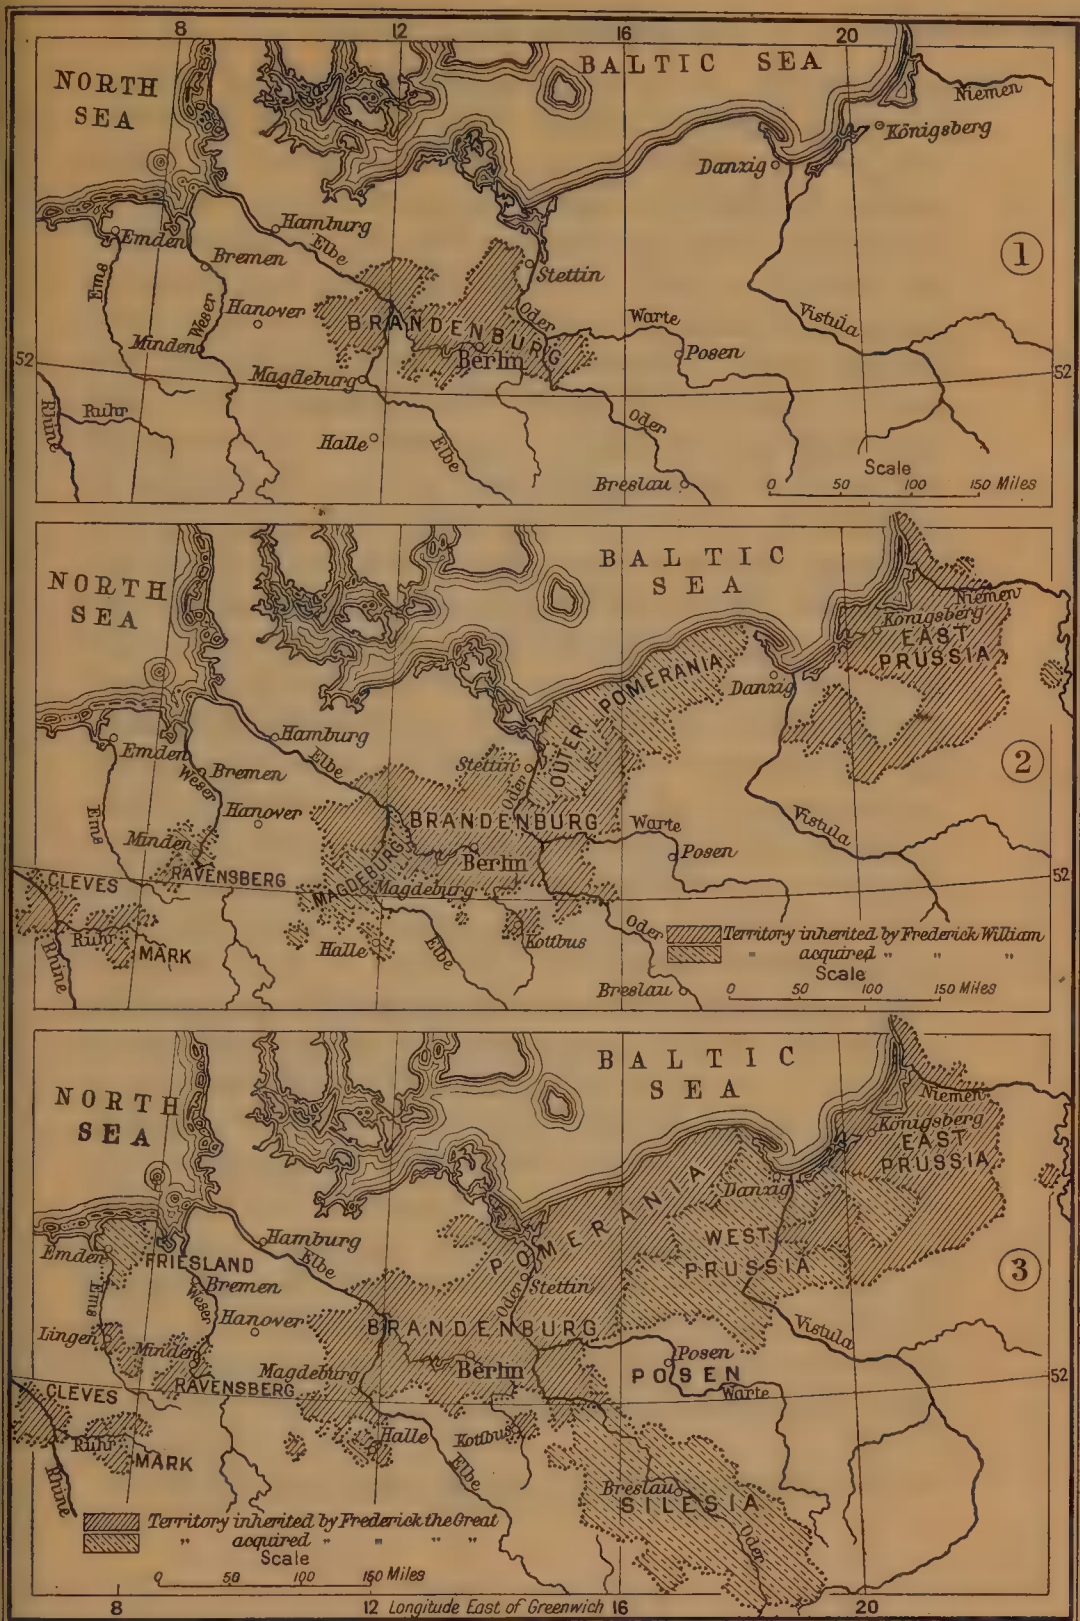 8 12 16 20
NORTH
SEA
BALTIC SEA
Niemen
Königsberg
Danzig
Hamburg
Elbe
Emden
Bremen
Ems
Weser
Hanover
Stettin
Oder
1
BRANDENBURG
Berlin
Minden
Warte
Posen
Vistula
52
52
Magdeburg
Rhine
Ruhr
Halle
Elbe
Oder
Breslau
Scale
0 50 100 150 Miles
BALTIC
SEA
NORTH
SEA
Niemen
Königsberg
EAST
PRUSSIA
OUTER POMERANIA
Danzig
Hamburg
Elbe
Emden
Weser
Bremen
Stettin
Oder
2
Ems
Hanover
BRANDENBURG
Warte
Vistula
Minden
Berlin
Posen
CLEVES
RAVENSBERG
MAGDEBURG
Magdeburg
52
Ruhr
MARK
Rhine
Halle
Elbe
Kottbus
Oder
Territory inherited by Frederick William
" acquired " " "
Scale
0 50 100 150 Miles
Breslau
BALTIC
SEA
NORTH
SEA
Niemen
Königsberg
EAST
PRUSSIA
POMERANIA
Danzig
WEST
PRUSSIA
Hamburg
Elbe
Emden
FRIESLAND
Bremen
Ems
Weser
Oder
Stettin
3
Lingen
Hanover
Minden
BRANDENBURG
Vistula
Magdeburg
Berlin
Posen
POSEN
Warte
52
CLEVES
RAVENSBERG
Ruhr
MARK
Rhine
Halle
Elbe
Kottbus
Breslau
SILESIA
Oder
Territory inherited by Frederick the Great
" acquired " " " "
Scale
0 50 100 150 Miles
8 12 Longitude East of Greenwich 16 20